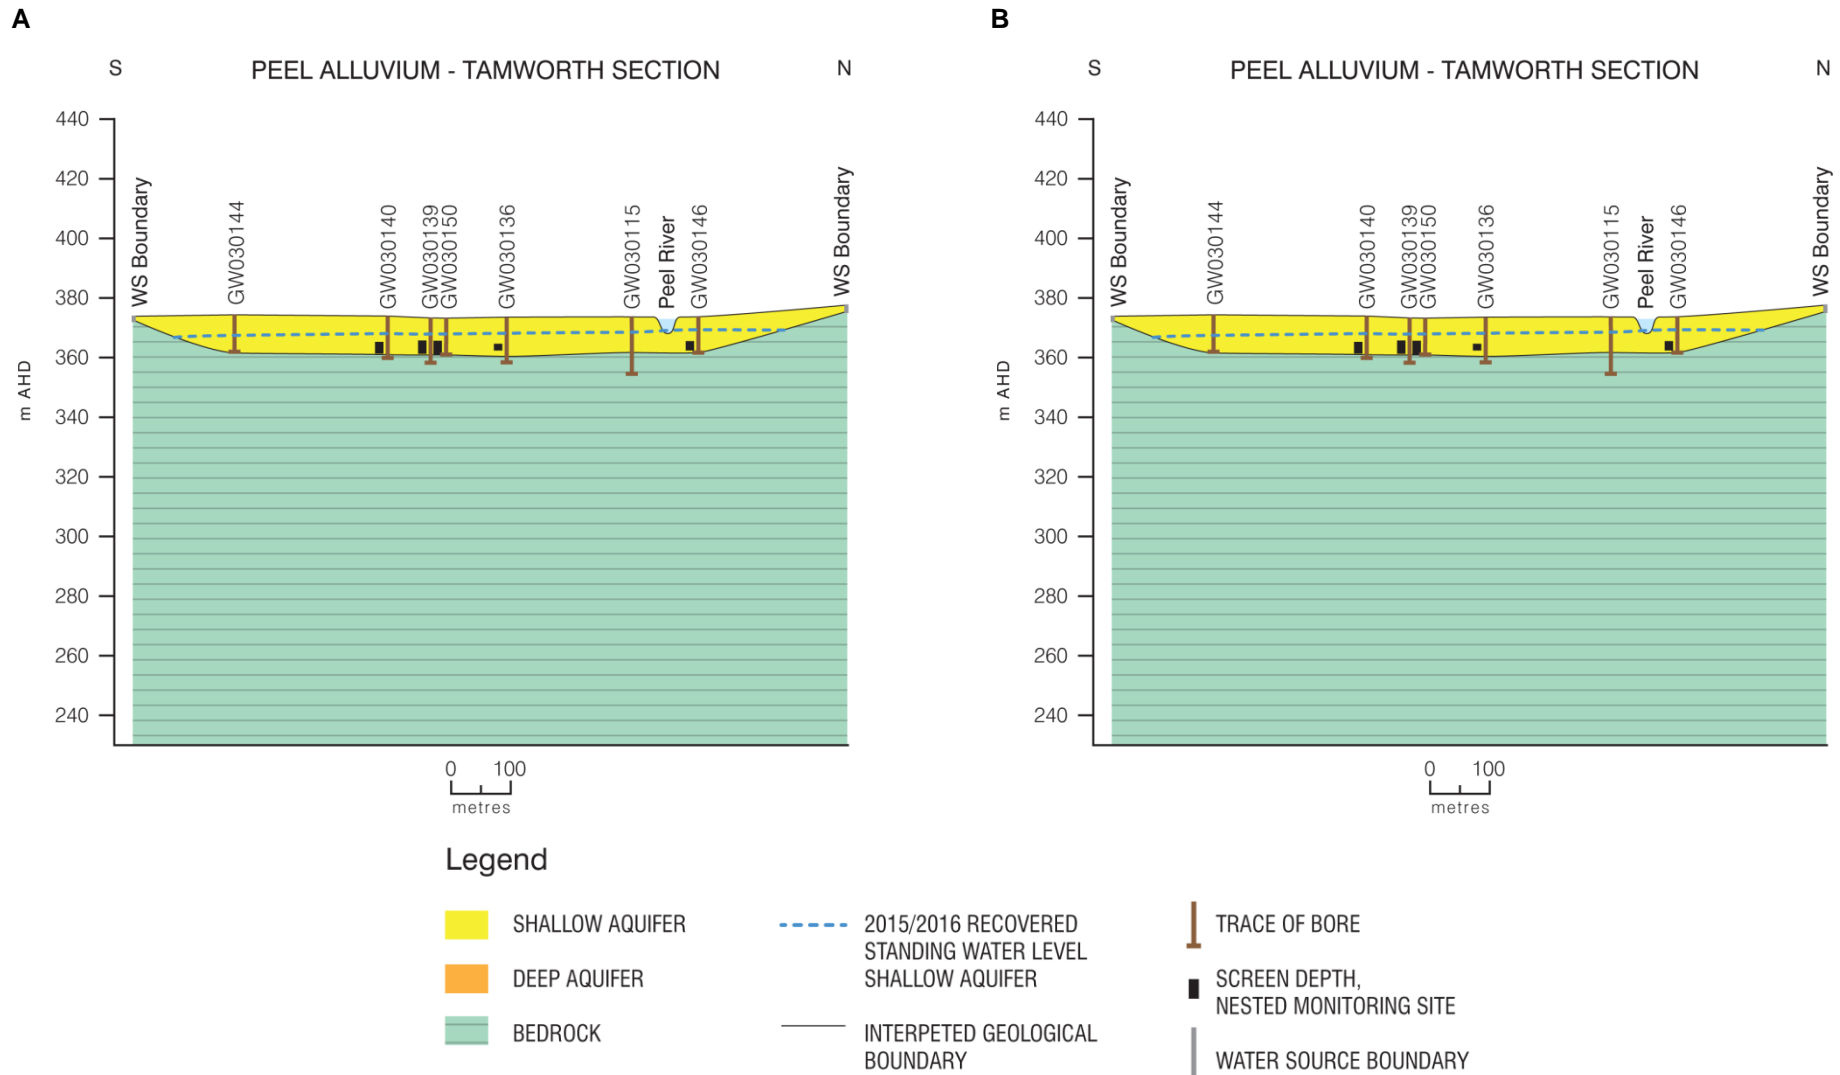 A
B
S
PEEL ALLUVIUM - TAMWORTH SECTION
N
S
PEEL ALLUVIUM - TAMWORTH SECTION
N
440
420
400
380
360
340
320
300
280
260
240
m AHD
WS Boundary
GW030144
GW030140
GW030139
GW030150
GW030136
GW030115
Peel River
GW030146
WS Boundary
0 100
metres
440
420
400
380
360
340
320
300
280
260
240
m AHD
WS Boundary
GW030144
GW030140
GW030139
GW030150
GW030136
GW030115
Peel River
GW030146
WS Boundary
0 100
metres
Legend
SHALLOW AQUIFER
DEEP AQUIFER
BEDROCK
2015/2016 RECOVERED
STANDING WATER LEVEL
SHALLOW AQUIFER
INTERPETED GEOLOGICAL
BOUNDARY
TRACE OF BORE
SCREEN DEPTH,
NESTED MONITORING SITE
WATER SOURCE BOUNDARY